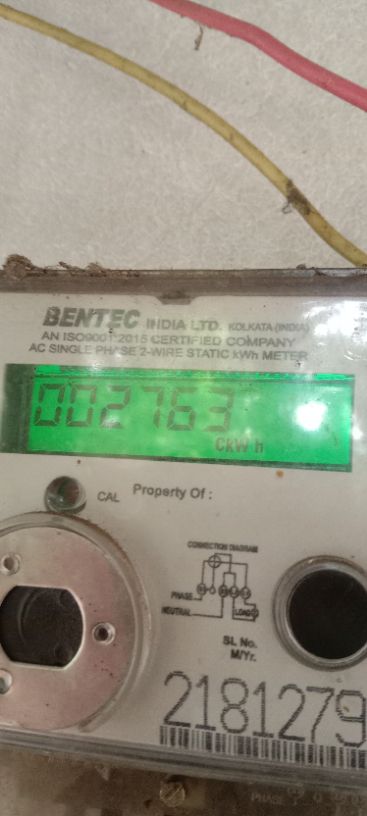 BENTEC INDIA LTD. KOLKATA (INDIA)
AN ISO9001:2015 CERTIFIED COMPANY
AC SINGLE PHASE 2-WIRE STATIC kWh METER
002763
CkWh
CAL
Property Of :
CONNECTION DIAGRAM
PHASE
NEUTRAL
LOAD
SL No.
M/Yr.
2181279
PHASE